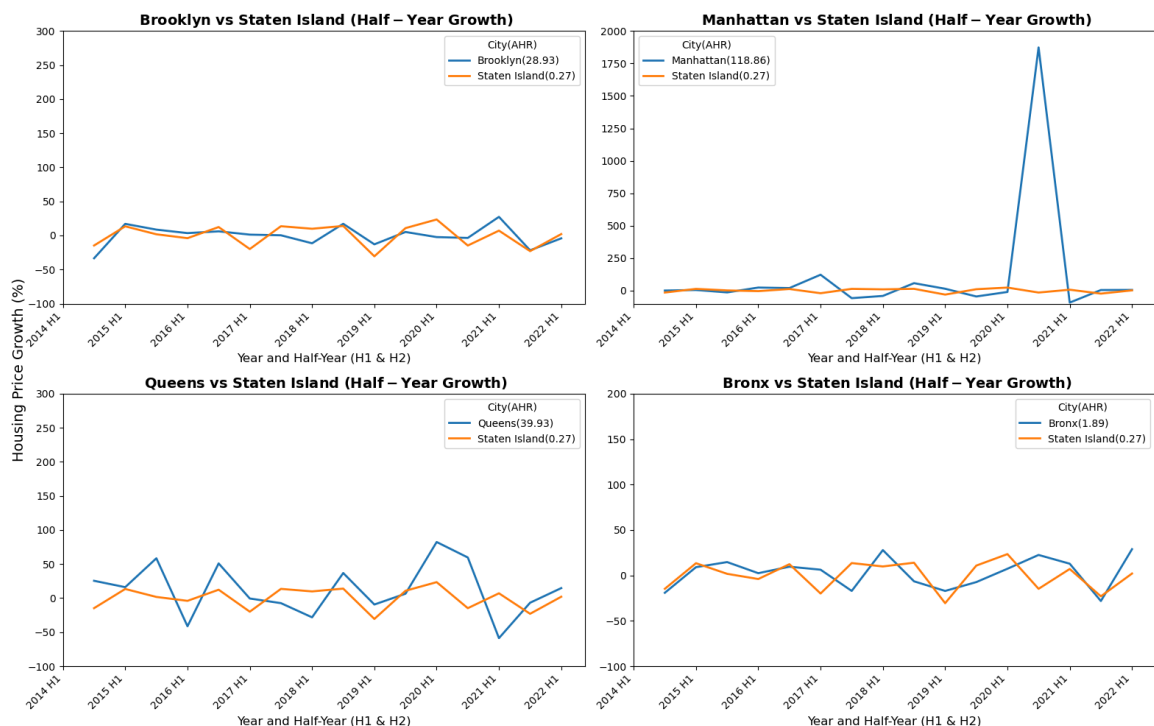 Housing Price Growth (%)
Brooklyn vs Staten Island (Half − Year Growth)
300
250
200
150
100
50
0
−50
−100
City(AHR)
Brooklyn(28.93)
Staten Island(0.27)
2014 H1
2015 H1
2016 H1
2017 H1
2018 H1
2019 H1
2020 H1
2021 H1
2022 H1
Year and Half-Year (H1 & H2)
Manhattan vs Staten Island (Half − Year Growth)
2000
1750
1500
1250
1000
750
500
250
0
City(AHR)
Manhattan(118.86)
Staten Island(0.27)
2014 H1
2015 H1
2016 H1
2017 H1
2018 H1
2019 H1
2020 H1
2021 H1
2022 H1
Year and Half-Year (H1 & H2)
Queens vs Staten Island (Half − Year Growth)
300
250
200
150
100
50
0
−50
−100
City(AHR)
Queens(39.93)
Staten Island(0.27)
2014 H1
2015 H1
2016 H1
2017 H1
2018 H1
2019 H1
2020 H1
2021 H1
2022 H1
Year and Half-Year (H1 & H2)
Bronx vs Staten Island (Half − Year Growth)
200
150
100
50
0
−50
−100
City(AHR)
Bronx(1.89)
Staten Island(0.27)
2014 H1
2015 H1
2016 H1
2017 H1
2018 H1
2019 H1
2020 H1
2021 H1
2022 H1
Year and Half-Year (H1 & H2)